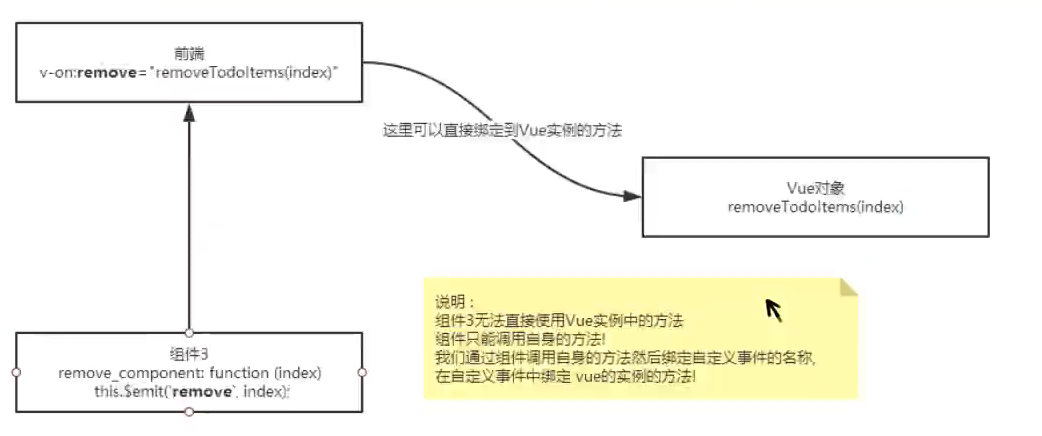 前端
v-on:remove="removeTodoItems(index)"
这里可以直接绑定到Vue实例的方法
Vue对象
removeTodoItems(index)
说明：
组件3无法直接使用Vue实例中的方法
组件只能调用自身的方法!
我们通过组件调用自身的方法然后绑定自定义事件的名称,
在自定义事件中绑定 vue的实例的方法!
组件3
remove_component: function (index)
this.$emit(`remove`, index);